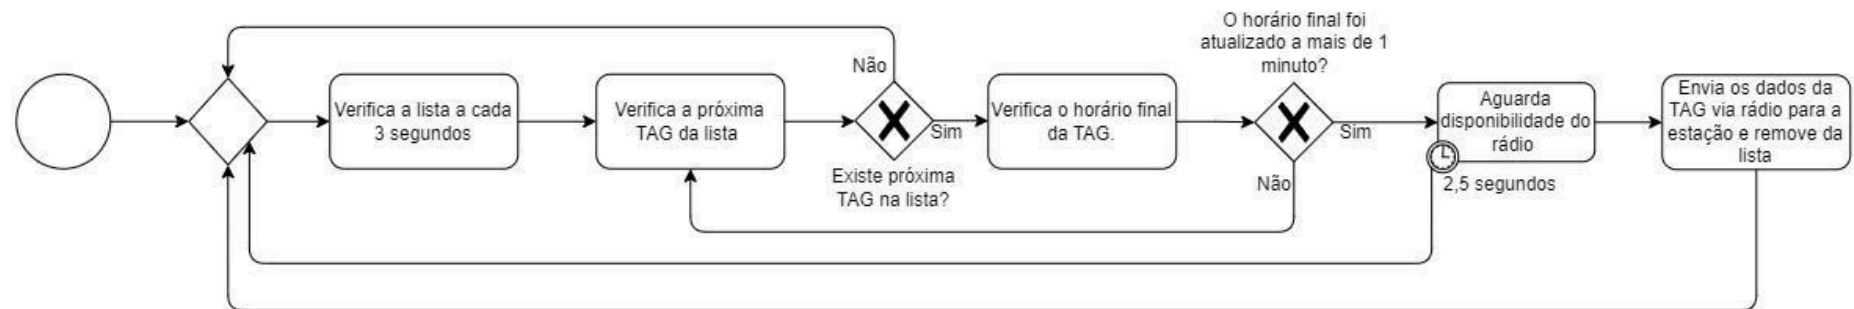 Verifica a lista a cada
3 segundos
Verifica a próxima
TAG da lista
Não
Sim
Existe próxima
TAG na lista?
Verifica o horário final
da TAG.
O horário final foi
atualizado a mais de 1
minuto?
Sim
Não
Aguarda
disponibilidade do
rádio
2,5 segundos
Envia os dados da
TAG via rádio para a
estação e remove da
lista